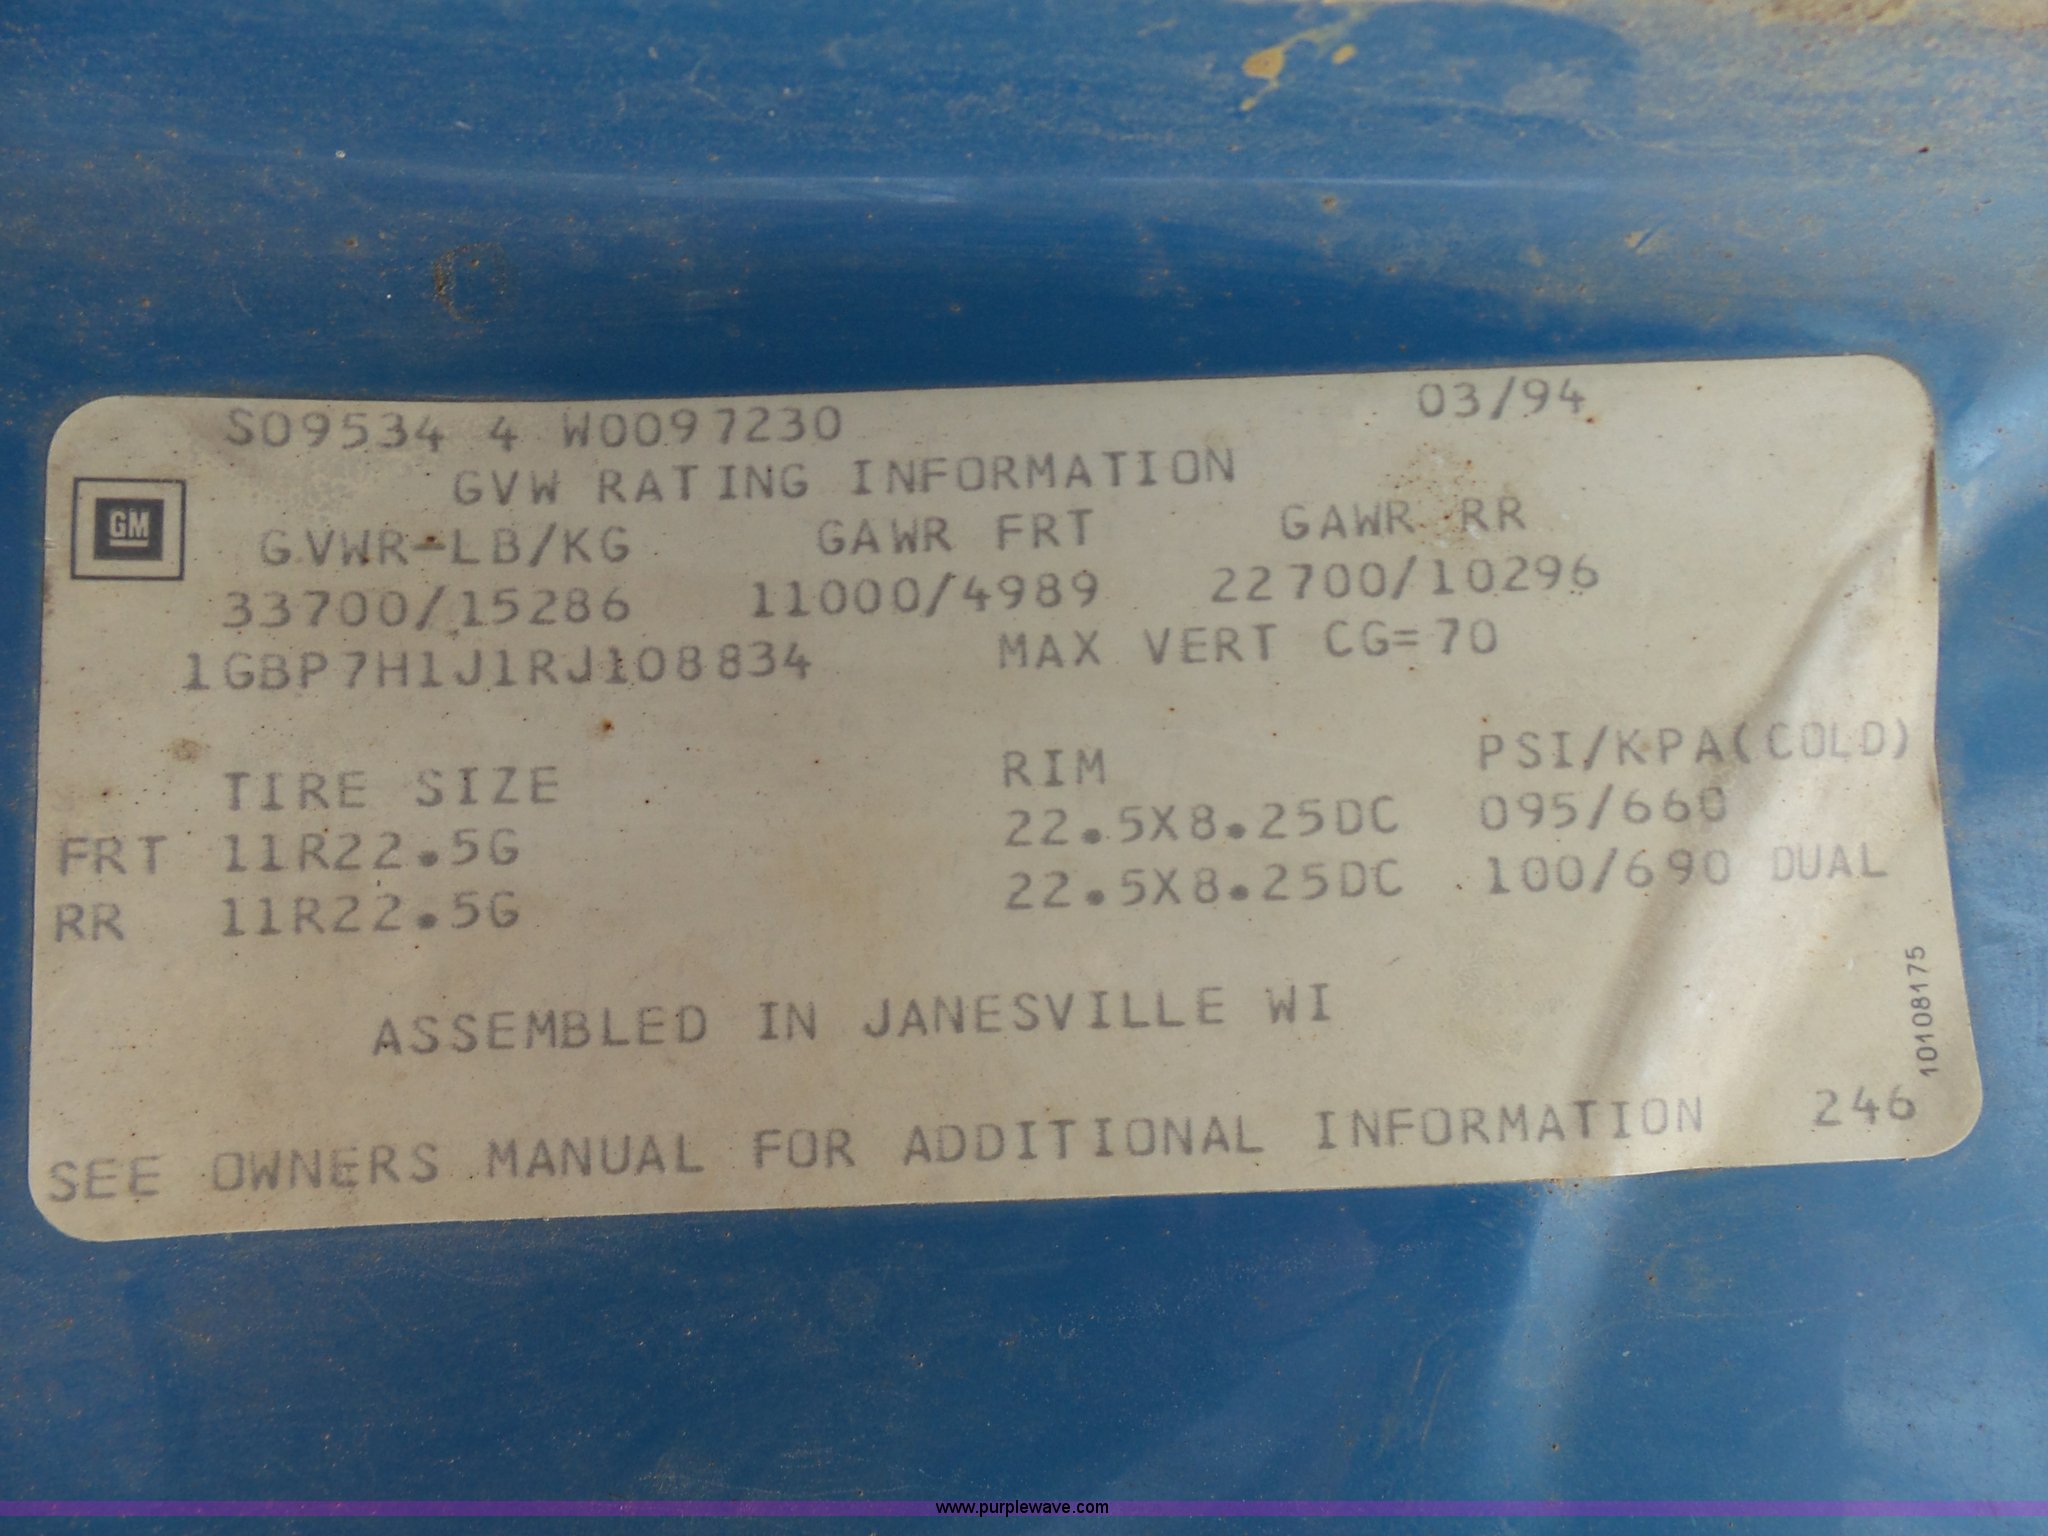 S09534 4 W0097230 03/94
GVW RATING INFORMATION
GM
GVWR-LB/KG GAWR FRT GAWR RR
33700/15286 11000/4989 22700/10296
1GBP7H1J1RJ108834 MAX VERT CG=70
TIRE SIZE RIM PSI/KPA(COLD)
FRT 11R22.5G 22.5X8.25DC 095/660
RR 11R22.5G 22.5X8.25DC 100/690 DUAL
ASSEMBLED IN JANESVILLE WI
10108175
SEE OWNERS MANUAL FOR ADDITIONAL INFORMATION 246
www.purplewave.com